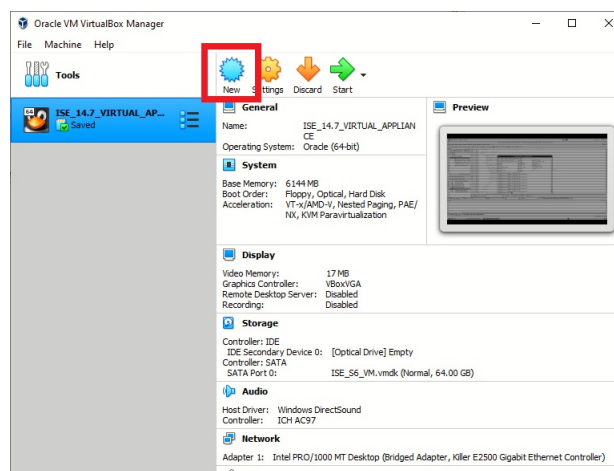 Oracle VM VirtualBox Manager
File Machine Help
Tools
New Settings Discard Start
64
ISE_14.7_VIRTUAL_AP...
Saved
General
Name: ISE_14.7_VIRTUAL_APPLIAN
CE
Operating System: Oracle (64-bit)
System
Base Memory: 6144 MB
Boot Order: Floppy, Optical, Hard Disk
Acceleration: VT-x/AMD-V, Nested Paging, PAE/
NX, KVM Paravirtualization
Preview
Display
Video Memory: 17 MB
Graphics Controller: VBoxVGA
Remote Desktop Server: Disabled
Recording: Disabled
Storage
Controller: IDE
IDE Secondary Device 0: [Optical Drive] Empty
Controller: SATA
SATA Port 0: ISE_S6_VM.vmdk (Normal, 64.00 GB)
Audio
Host Driver: Windows DirectSound
Controller: ICH AC97
Network
Adapter 1: Intel PRO/1000 MT Desktop (Bridged Adapter, Killer E2500 Gigabit Ethernet Controller)